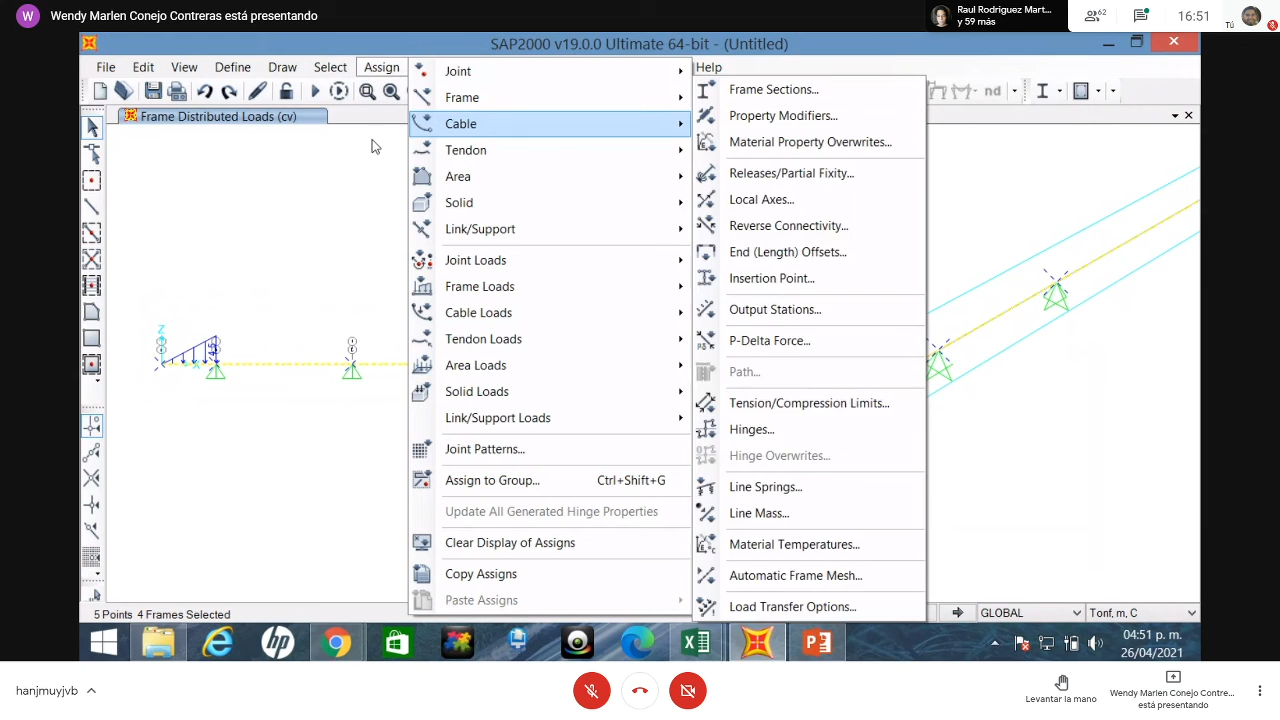 W Wendy Marlen Conejo Contreras está presentando
Raul Rodriguez Mart...
y 59 más
62
16:51
Tú
SAP2000 v19.0.0 Ultimate 64-bit - (Untitled)
File Edit View Define Draw Select Assign Help
nd
Frame Distributed Loads (cv)
Joint
Frame
Cable
Tendon
Area
Solid
Link/Support
Joint Loads
Frame Loads
Cable Loads
Tendon Loads
Area Loads
Solid Loads
Link/Support Loads
Joint Patterns...
Assign to Group... Ctrl+Shift+G
Update All Generated Hinge Properties
Clear Display of Assigns
Copy Assigns
Paste Assigns
Frame Sections...
Property Modifiers...
Material Property Overwrites...
Releases/Partial Fixity...
Local Axes...
Reverse Connectivity...
End (Length) Offsets...
Insertion Point...
Output Stations...
P-Delta Force...
Path...
Tension/Compression Limits...
Hinges...
Hinge Overwrites...
Line Springs...
Line Mass...
Material Temperatures...
Automatic Frame Mesh...
Load Transfer Options...
Z
X
5 Points 4 Frames Selected
GLOBAL
Tonf, m, C
04:51 p. m.
26/04/2021
hanjmuyjvb
Levantar la mano
Wendy Marlen Conejo Contre...
está presentando